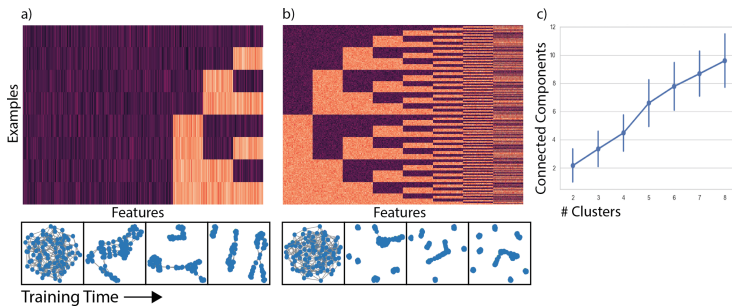 a)
b)
c)
Examples
Features
Features
Training Time
Connected Components
12
10
8
6
4
2
2 3 4 5 6 7 8
# Clusters